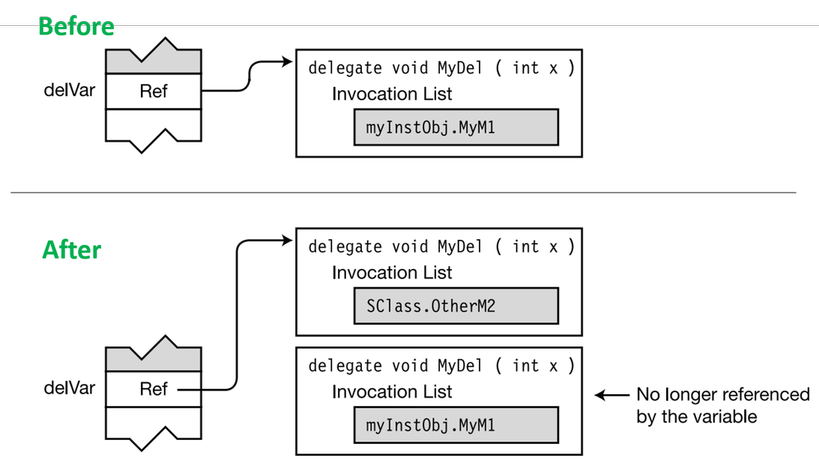 Before
delVar
Ref
delegate void MyDel ( int x )
Invocation List
myInstObj.MyM1
After
delegate void MyDel ( int x )
Invocation List
SClass.OtherM2
delVar
Ref
delegate void MyDel ( int x )
Invocation List
myInstObj.MyM1
No longer referenced
by the variable